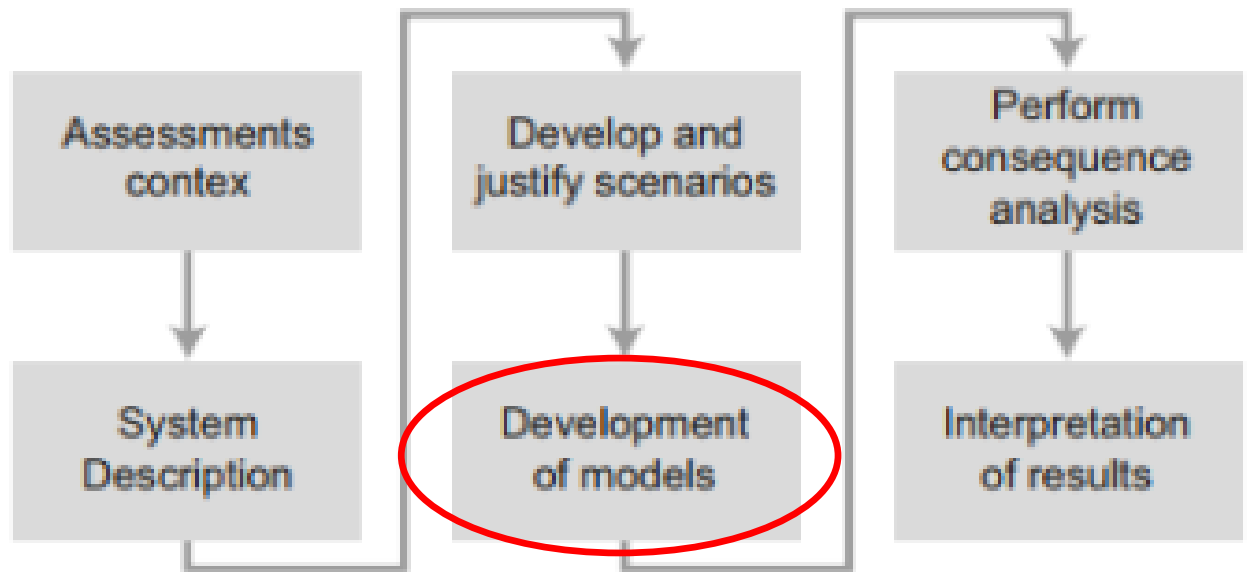 Assessments
contex
System
Description
Develop and
justify scenarios
Development
of models
Perform
consequence
analysis
Interpretation
of results